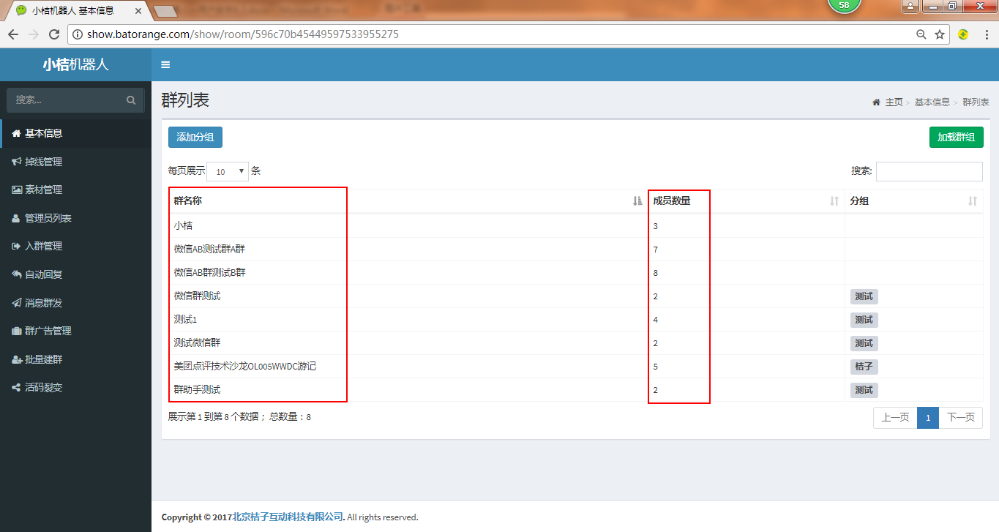 小桔机器人 基本信息
58
show.batorange.com/show/room/596c70b45449597533955275
小桔机器人
搜索...
基本信息
掉线管理
素材管理
管理员列表
入群管理
自动回复
消息群发
群广告管理
批量建群
活码裂变
群列表
主页 > 基本信息 > 群列表
添加分组 加载群组
每页展示 10 条 搜索:
群名称 成员数量 分组
小桔 3
微信AB测试群A群 7
微信AB群测试B群 8
微信群测试 2 测试
测试1 4 测试
测试微信群 2 测试
美团点评技术沙龙OL005WWDC游记 5 桔子
群助手测试 2 测试
展示第 1 到第 8 个数据； 总数量：8 上一页 1 下一页
Copyright © 2017北京桔子互动科技有限公司. All rights reserved.